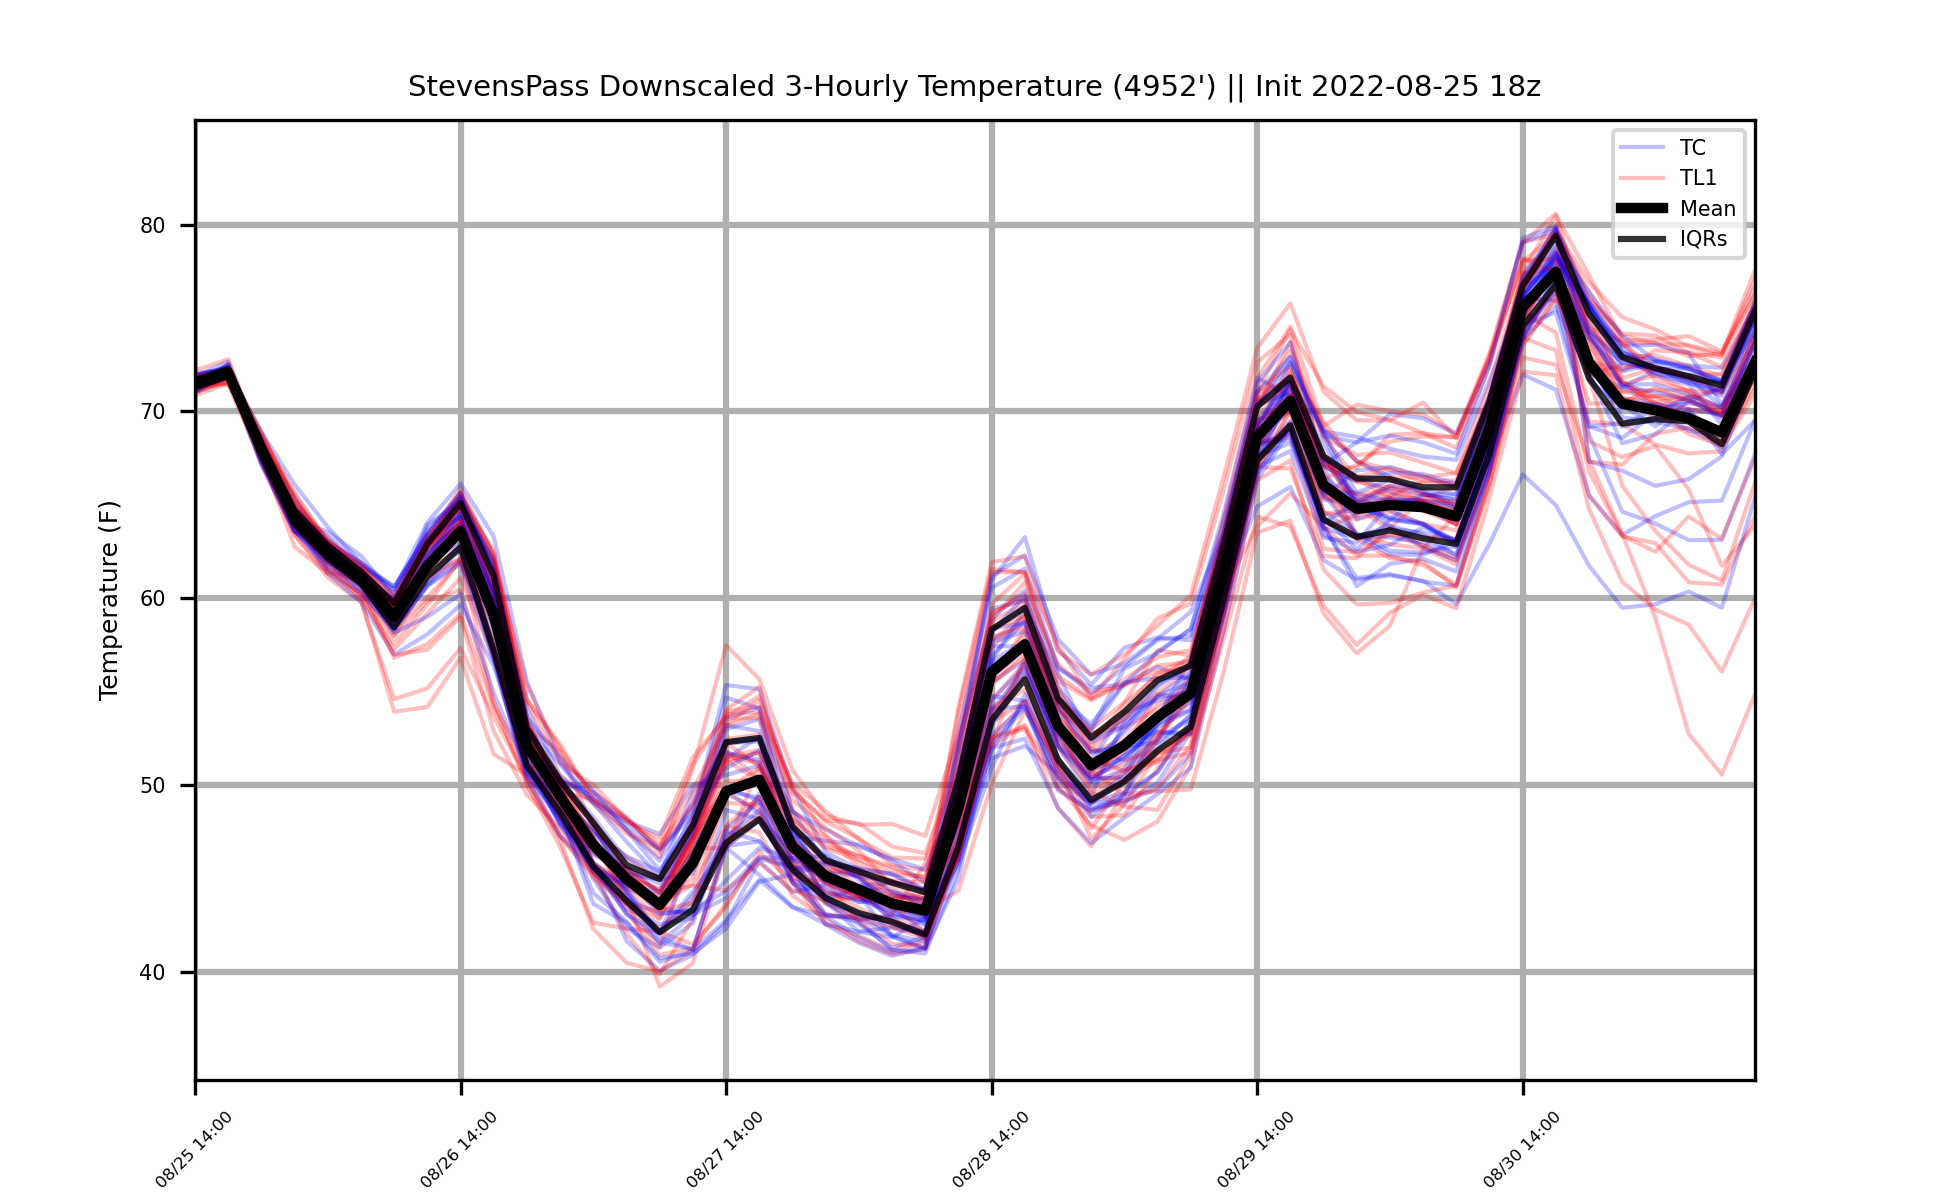 StevensPass Downscaled 3-Hourly Temperature (4952') || Init 2022-08-25 18z
TC
TL1
Mean
IQRs
Temperature (F)
80
70
60
50
40
08/25 14:00
08/26 14:00
08/27 14:00
08/28 14:00
08/29 14:00
08/30 14:00